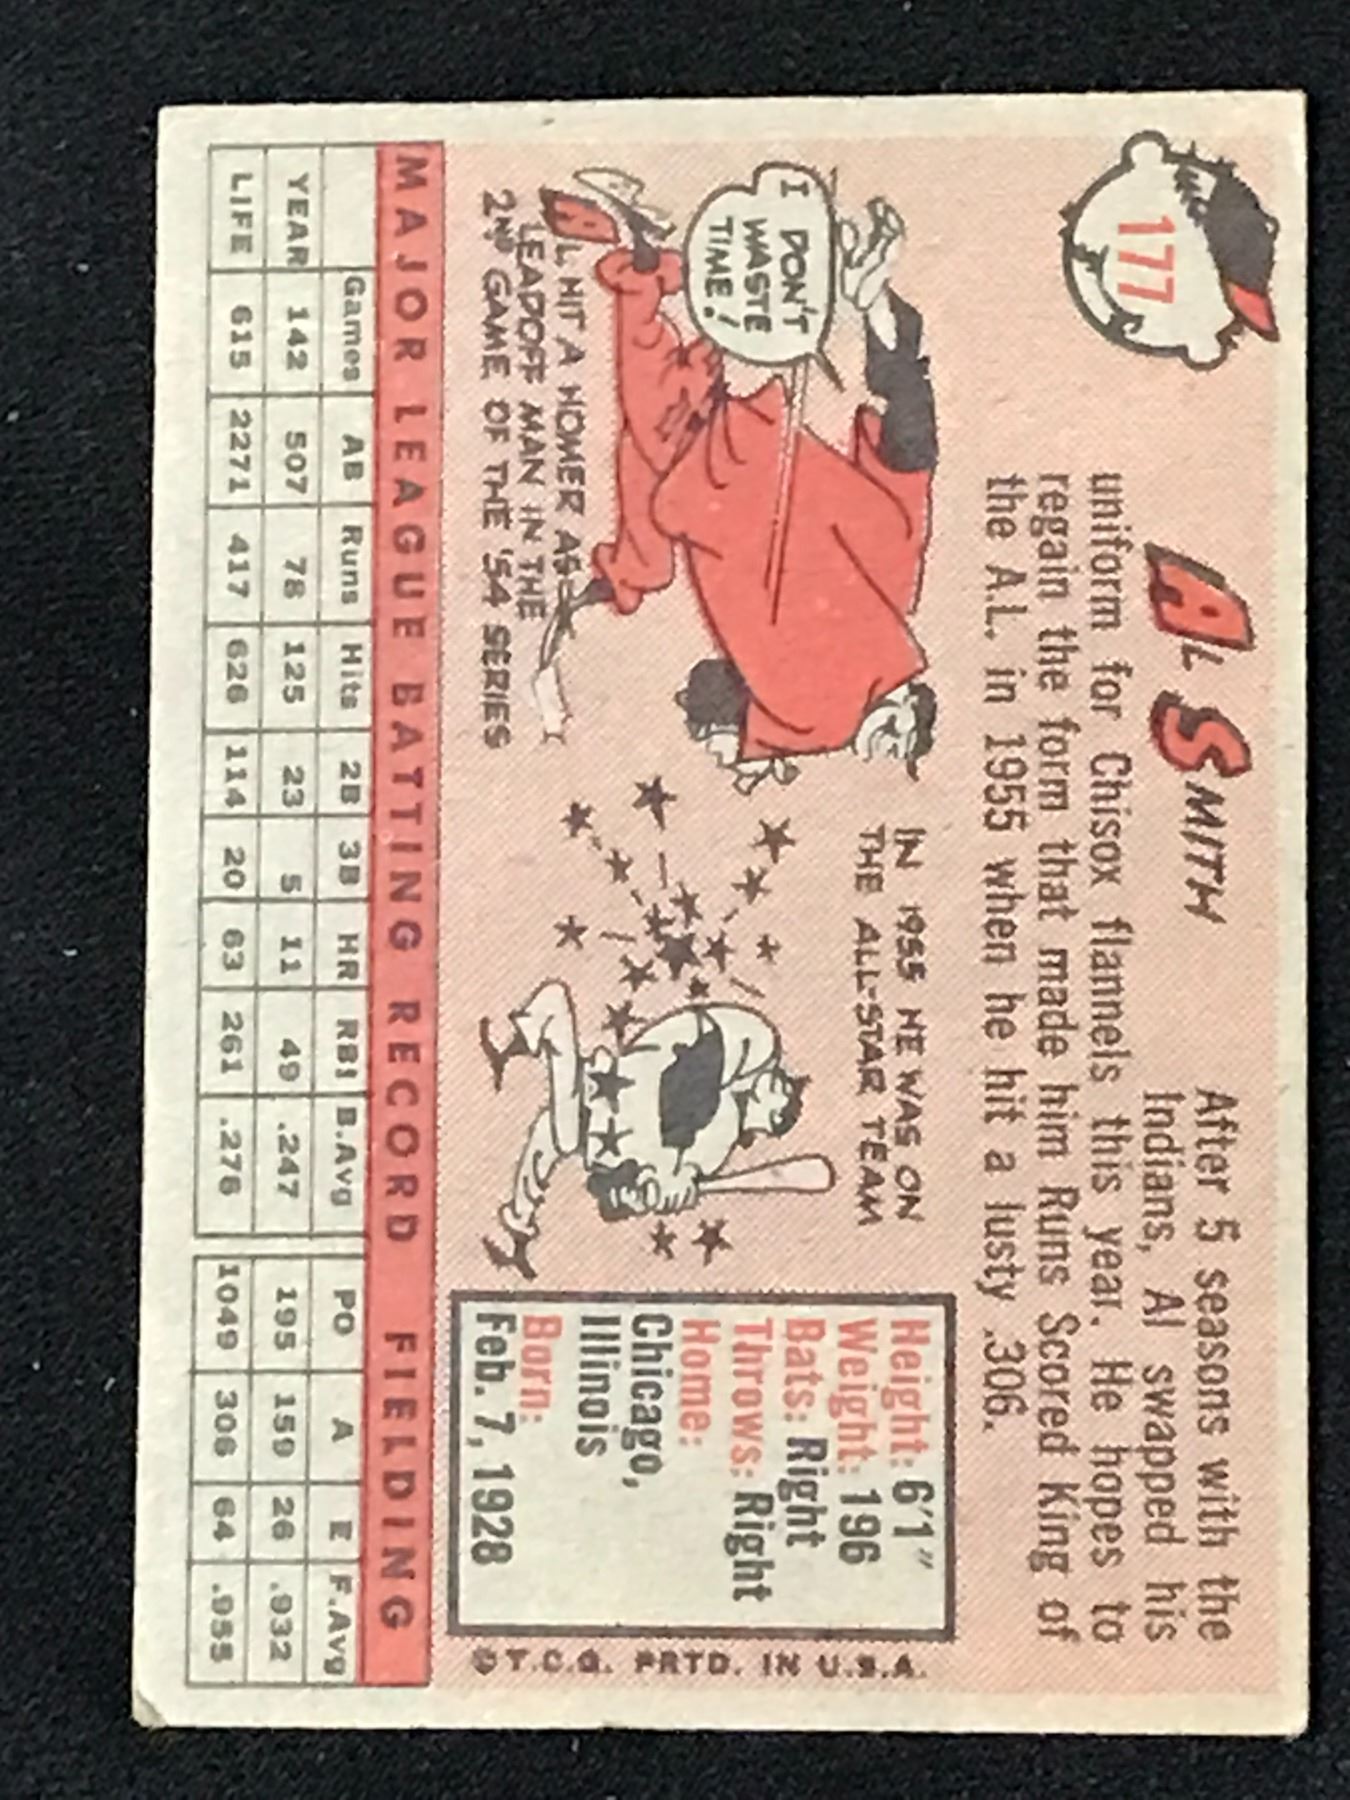 177
AL SMITH
After 5 seasons with the
Indians, Al swapped his
uniform for Chisox flannels this year. He hopes to
regain the form that made him Runs Scored King of
the A.L. in 1955 when he hit a lusty .306.
I DON'T
WASTE
TIME!
AL HIT A HOMER AS
LEADOFF MAN IN THE
2ND GAME OF THE '54 SERIES
IN 1955 HE WAS ON
THE ALL-STAR TEAM
Height: 6'1"
Weight: 196
Bats: Right
Throws: Right
Home:
Chicago,
Illinois
Born:
Feb. 7, 1928
© T.C.G. PRTD. IN U.S.A.
MAJOR LEAGUE BATTING RECORD FIELDING
Games AB Runs Hits 2B 3B HR RBI B.Avg PO A E F.Avg
YEAR 142 507 78 125 23 5 11 49 .247 195 159 26 .932
LIFE 615 2271 417 626 114 20 63 261 .276 1049 306 64 .955